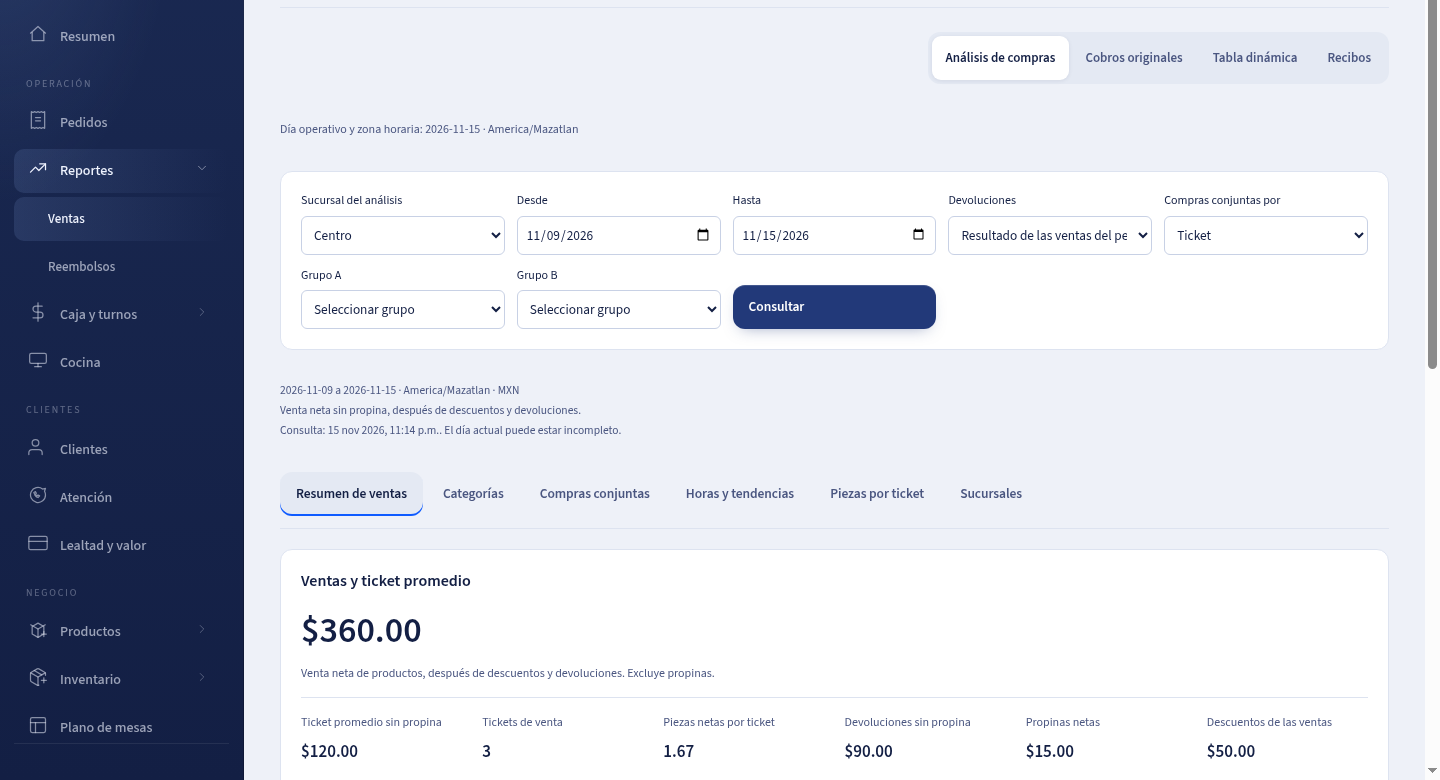 Resumen
OPERACIÓN
Pedidos
Reportes
Ventas
Reembolsos
Caja y turnos
Cocina
CLIENTES
Clientes
Atención
Lealtad y valor
NEGOCIO
Productos
Inventario
Plano de mesas
Análisis de compras Cobros originales Tabla dinámica Recibos
Día operativo y zona horaria: 2026-11-15 · America/Mazatlan
Sucursal del análisis Desde Hasta Devoluciones Compras conjuntas por
Centro 11/09/2026 11/15/2026 Resultado de las ventas del pe Ticket
Grupo A Grupo B
Seleccionar grupo Seleccionar grupo Consultar
2026-11-09 a 2026-11-15 · America/Mazatlan · MXN
Venta neta sin propina, después de descuentos y devoluciones.
Consulta: 15 nov 2026, 11:14 p.m.. El día actual puede estar incompleto.
Resumen de ventas Categorías Compras conjuntas Horas y tendencias Piezas por ticket Sucursales
Ventas y ticket promedio
$360.00
Venta neta de productos, después de descuentos y devoluciones. Excluye propinas.
Ticket promedio sin propina Tickets de venta Piezas netas por ticket Devoluciones sin propina Propinas netas Descuentos de las ventas
$120.00 3 1.67 $90.00 $15.00 $50.00